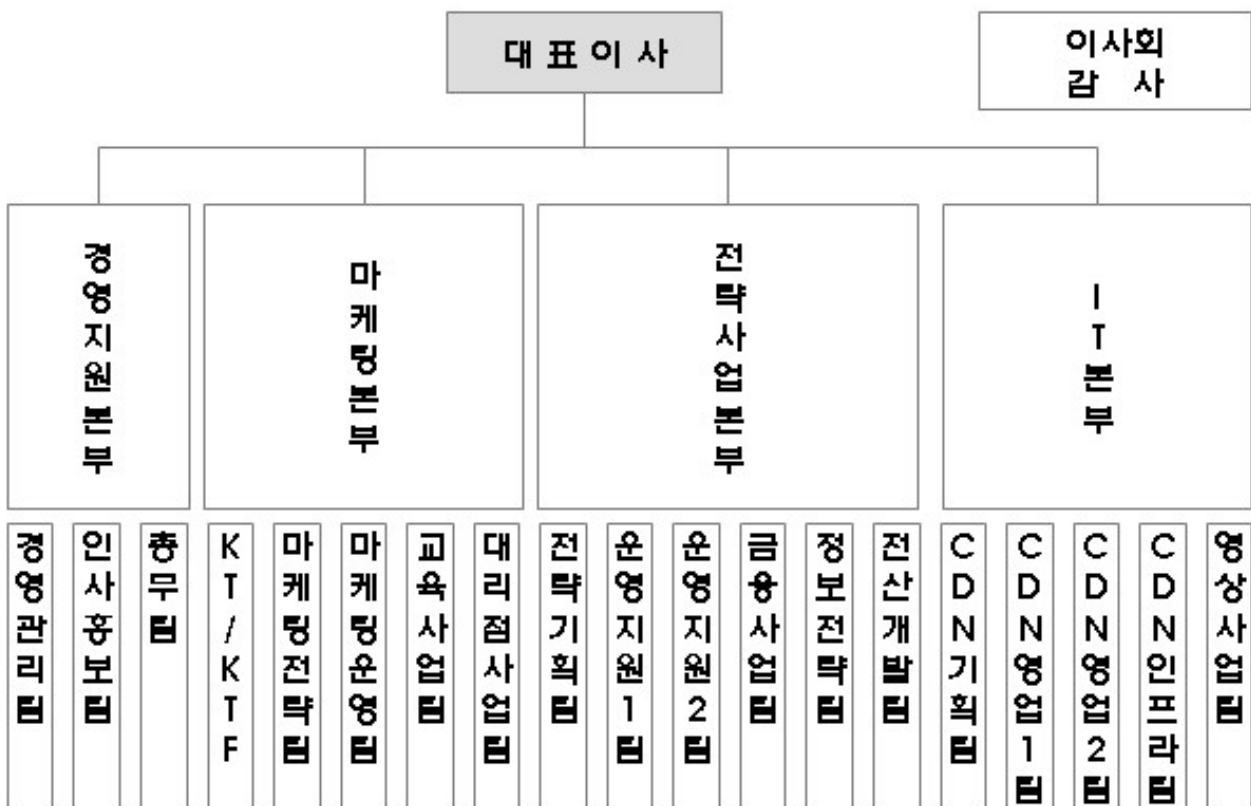 대표이사
이사회
감 사
경영지원본부
마케팅본부
전략사업본부
IT본부
경영관리팀
인사홍보팀
총무팀
KT/KTF
마케팅전략팀
마케팅운영팀
교육사업팀
대리점사업팀
전략기획팀
운영지원1팀
운영지원2팀
금융사업팀
정보전략팀
전산개발팀
CDN기획팀
CDN영업1팀
CDN영업2팀
CDN인프라팀
영상사업팀